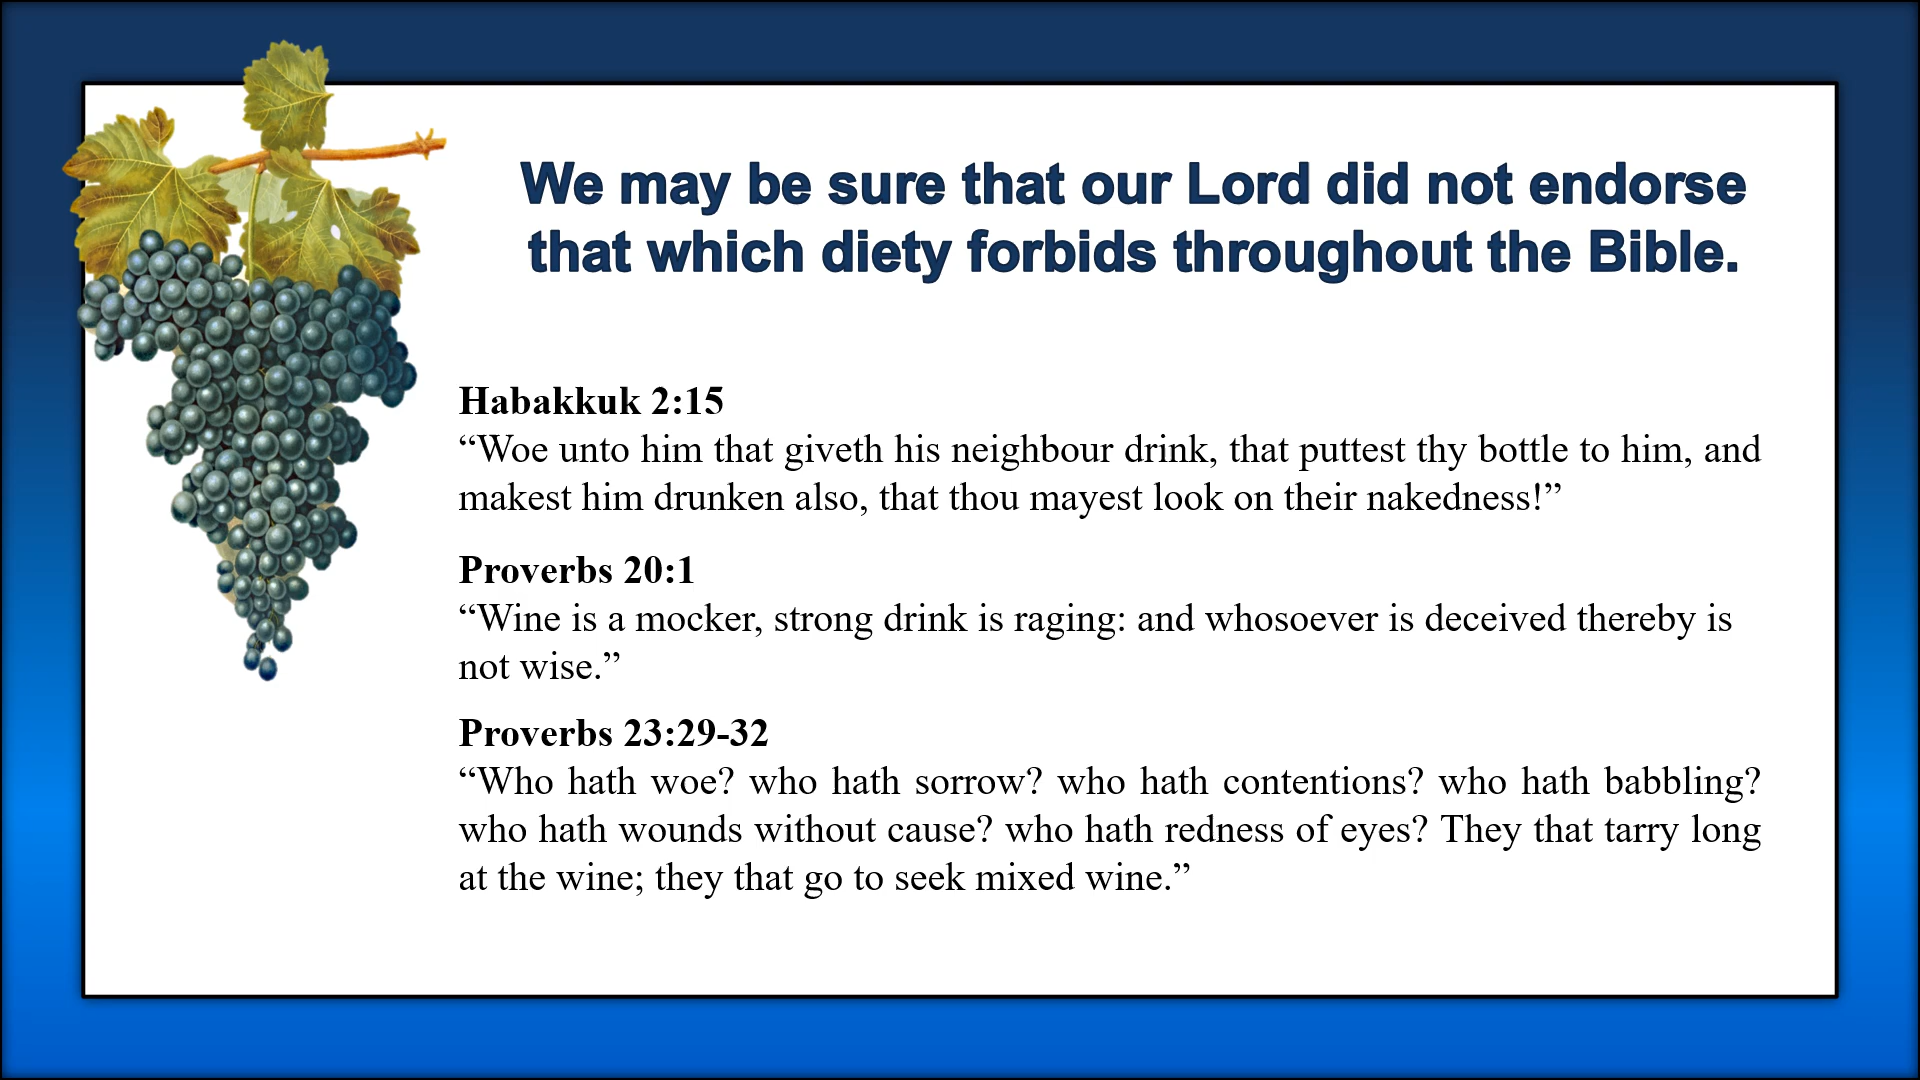 We may be sure that our Lord did not endorse
that which diety forbids throughout the Bible.
Habakkuk 2:15
“Woe unto him that giveth his neighbour drink, that puttest thy bottle to him, and
makest him drunken also, that thou mayest look on their nakedness!”
Proverbs 20:1
“Wine is a mocker, strong drink is raging: and whosoever is deceived thereby is
not wise.”
Proverbs 23:29-32
“Who hath woe? who hath sorrow? who hath contentions? who hath babbling?
who hath wounds without cause? who hath redness of eyes? They that tarry long
at the wine; they that go to seek mixed wine.”